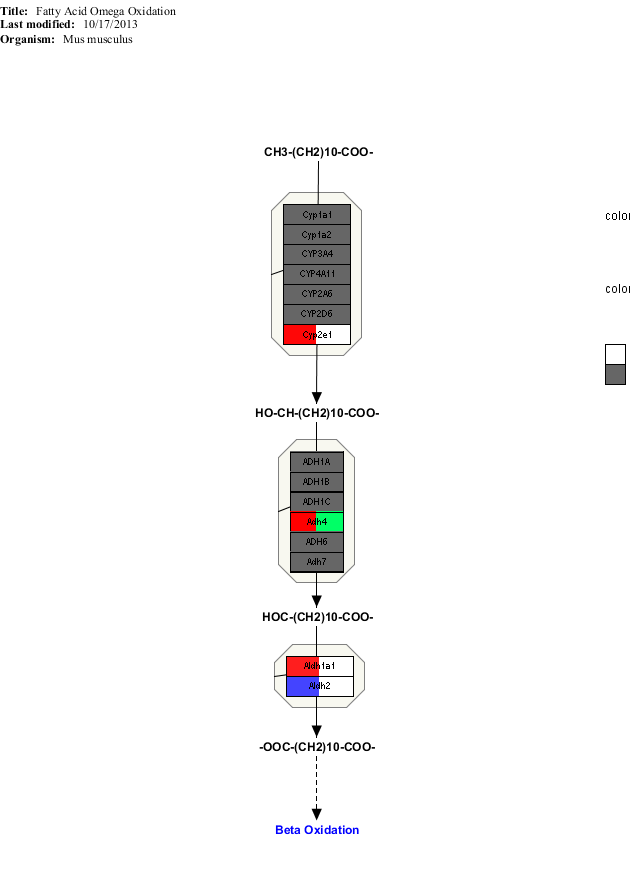 Title: Fatty Acid Omega Oxidation
Last modified: 10/17/2013
Organism: Mus musculus
CH3-(CH2)10-COO-
Cyp1a1
Cyp1a2
CYP3A4
CYP4A11
CYP2A6
CYP2D6
Cyp2e1
HO-CH-(CH2)10-COO-
ADH1A
ADH1B
ADH1C
Adh4
ADH6
Adh7
HOC-(CH2)10-COO-
Aldh1a1
Aldh2
-OOC-(CH2)10-COO-
Beta Oxidation
color
color